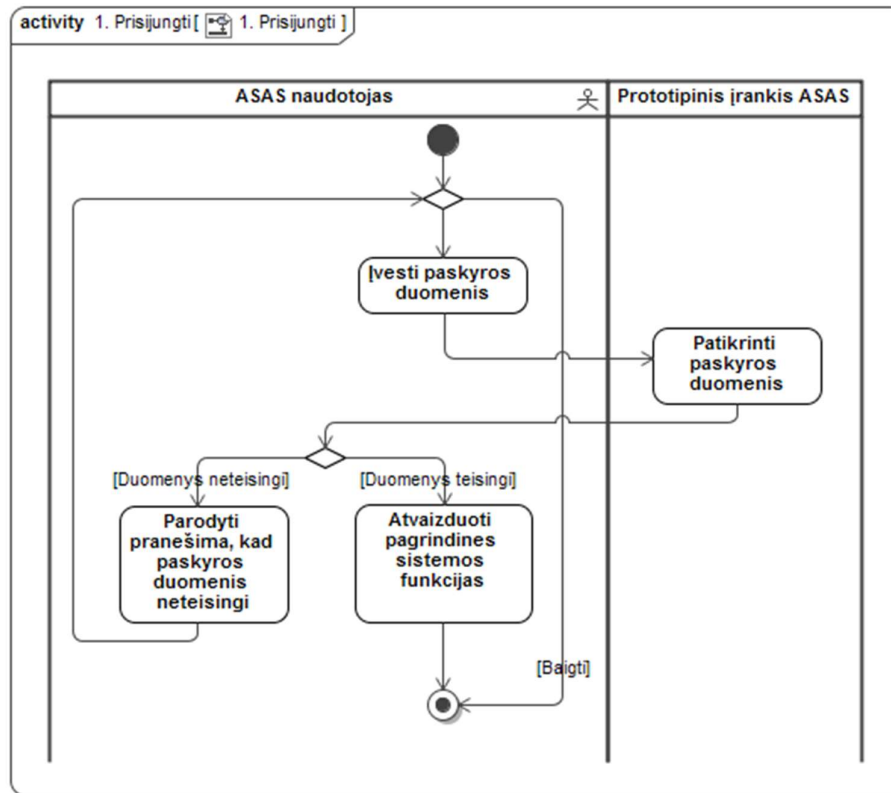 activity 1. Prisijungti [ 1. Prisijungti ]
ASAS naudotojas
Prototipinis įrankis ASAS
Įvesti paskyros
duomenis
Patikrinti
paskyros
duomenis
[Duomenys neteisingi]
[Duomenys teisingi]
Parodyti
pranešima, kad
paskyros
duomenis
neteisingi
Atvaizduoti
pagrindines
sistemos
funkcijas
[Baigti]